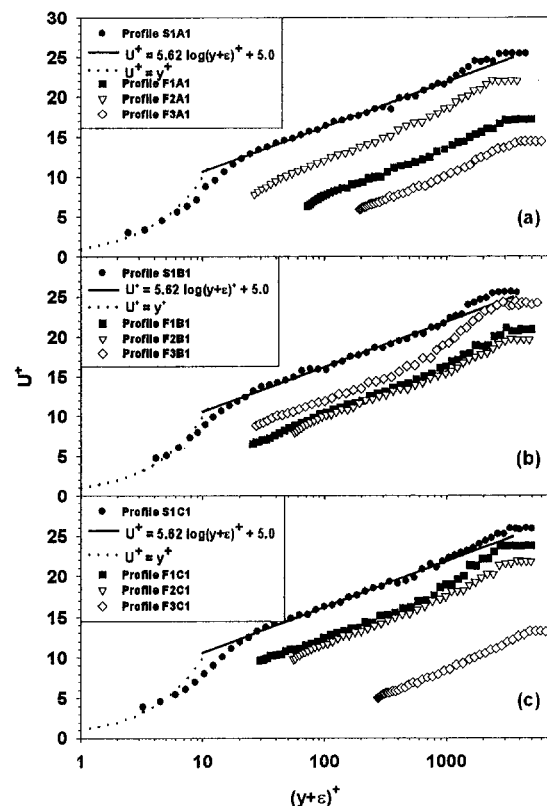 30
25
20
15
10
5
0
Profile S1A1
U+ = 5.62 log(y+ε)+ + 5.0
U+ = y+
Profile F1A1
Profile F2A1
Profile F3A1
(a)
25
20
15
10
5
0
Profile S1B1
U+ = 5.62 log(y+ε)+ + 5.0
U+ = y+
Profile F1B1
Profile F2B1
Profile F3B1
(b)
U+
25
20
15
10
5
0
Profile S1C1
U+ = 5.62 log(y+ε)+ + 5.0
U+ = y+
Profile F1C1
Profile F2C1
Profile F3C1
(c)
1 10 100 1000
(y+ε)+